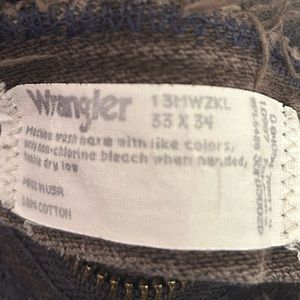 Wrangler
13MWZKL
33 X 34
Machine wash warm with like colors,
only non-chlorine bleach when needed,
tumble dry low
MADE IN USA
100% COTTON